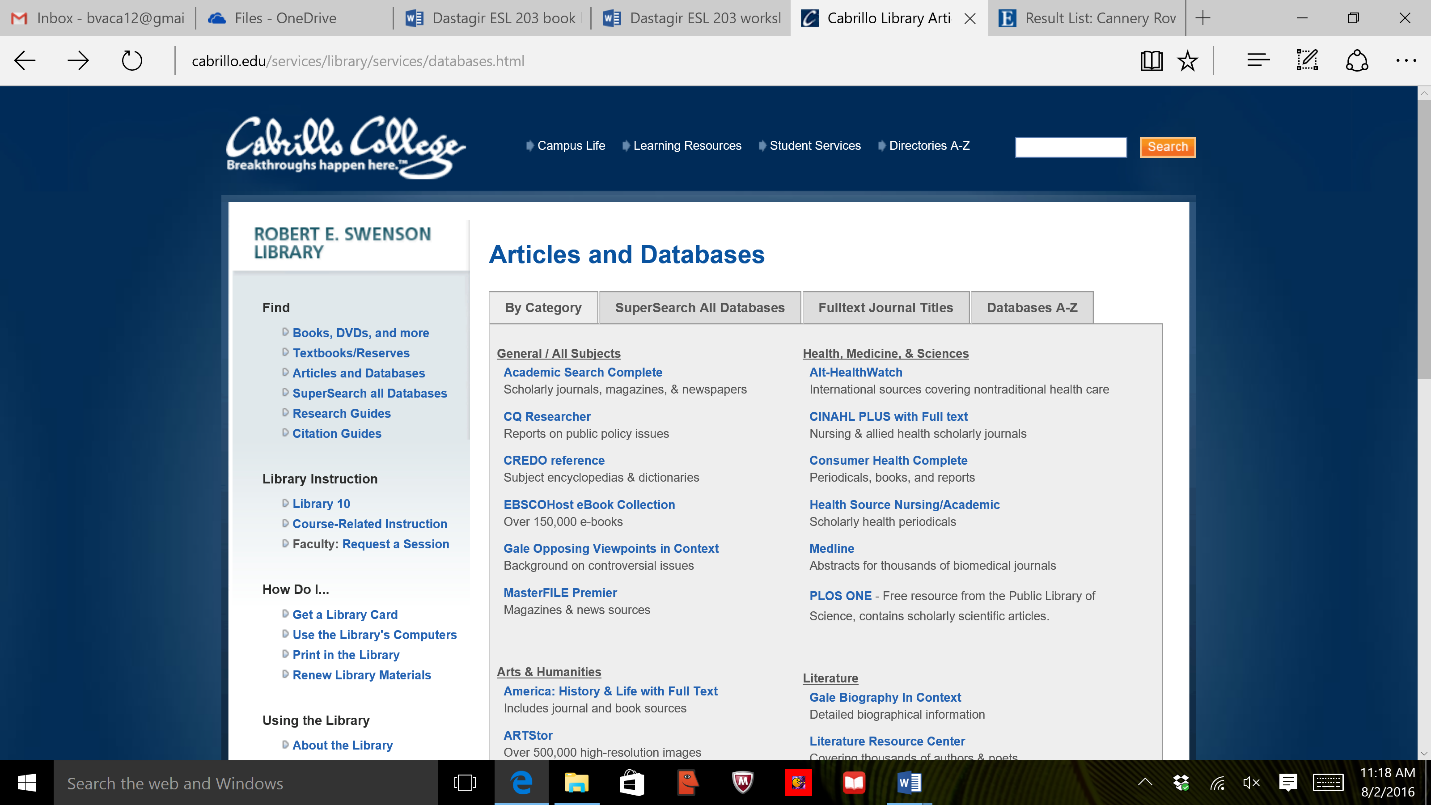 Inbox - bvaca12@gmai
Files - OneDrive
Dastagir ESL 203 book
Dastagir ESL 203 worksl
Cabrillo Library Arti
Result List: Cannery Rov
cabrillo.edu/services/library/services/databases.html
Cabrillo College
Breakthroughs happen here.™
Campus Life
Learning Resources
Student Services
Directories A-Z
Search
ROBERT E. SWENSON
LIBRARY
Find
Books, DVDs, and more
Textbooks/Reserves
Articles and Databases
SuperSearch all Databases
Research Guides
Citation Guides
Library Instruction
Library 10
Course-Related Instruction
Faculty: Request a Session
How Do I...
Get a Library Card
Use the Library's Computers
Print in the Library
Renew Library Materials
Using the Library
About the Library
Articles and Databases
By Category
SuperSearch All Databases
Fulltext Journal Titles
Databases A-Z
General / All Subjects
Academic Search Complete
Scholarly journals, magazines, & newspapers
CQ Researcher
Reports on public policy issues
CREDO reference
Subject encyclopedias & dictionaries
EBSCOHost eBook Collection
Over 150,000 e-books
Gale Opposing Viewpoints in Context
Background on controversial issues
MasterFILE Premier
Magazines & news sources
Arts & Humanities
America: History & Life with Full Text
Includes journal and book sources
ARTStor
Over 500,000 high-resolution images
Health, Medicine, & Sciences
Alt-HealthWatch
International sources covering nontraditional health care
CINAHL PLUS with Full text
Nursing & allied health scholarly journals
Consumer Health Complete
Periodicals, books, and reports
Health Source Nursing/Academic
Scholarly health periodicals
Medline
Abstracts for thousands of biomedical journals
PLOS ONE - Free resource from the Public Library of
Science, contains scholarly scientific articles.
Literature
Gale Biography In Context
Detailed biographical information
Literature Resource Center
Covering thousands of authors & poets
Search the web and Windows
11:18 AM
8/2/2016